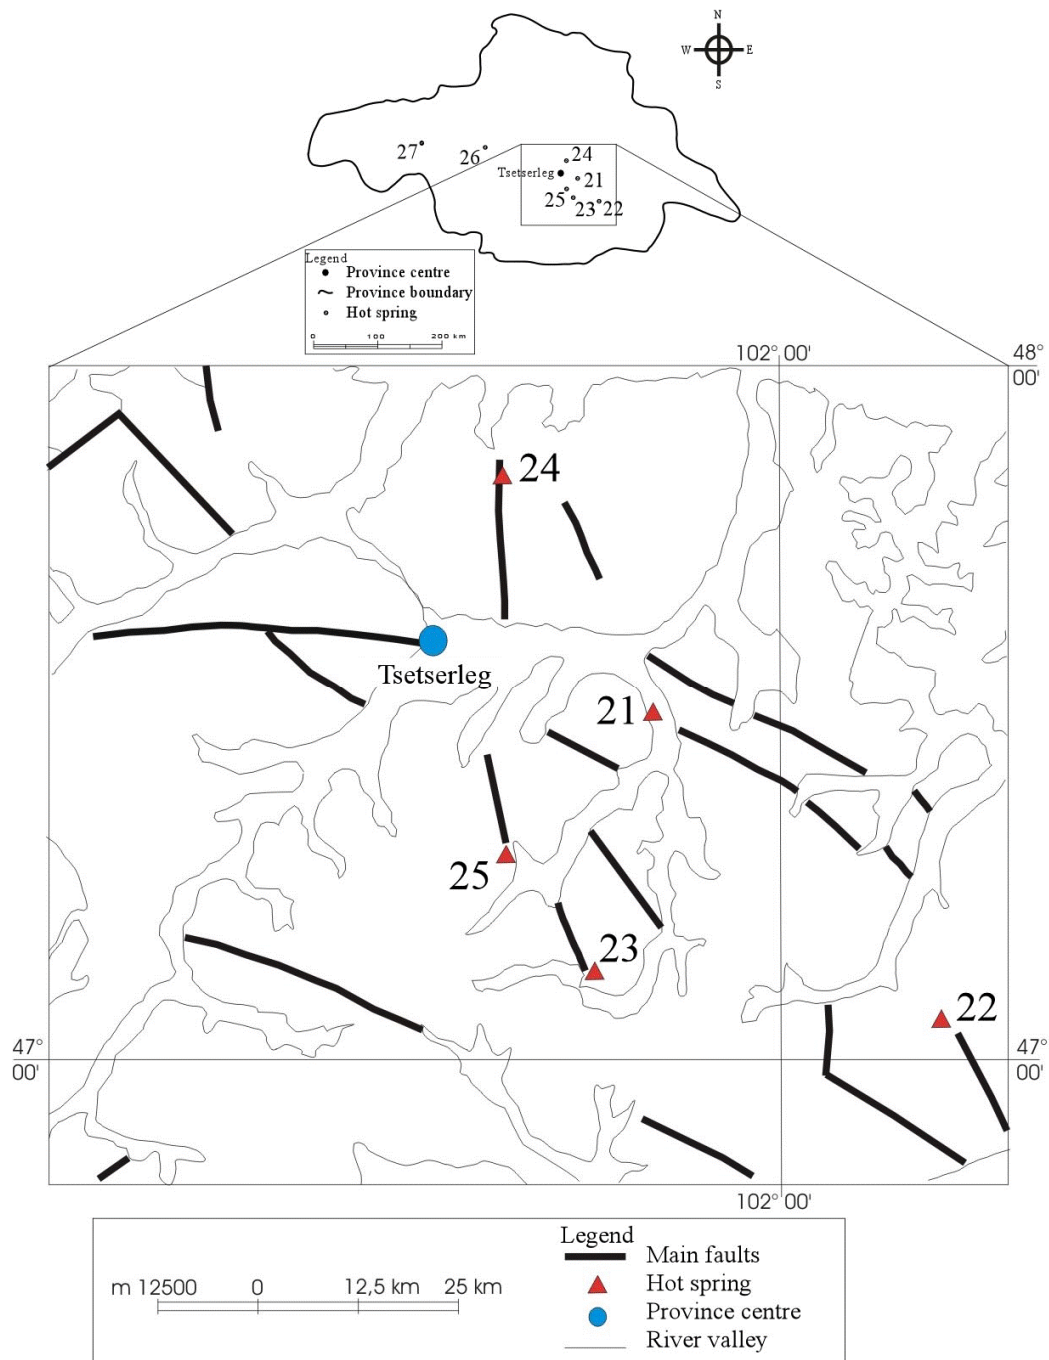 N
W E
S
27
26
24
Tsetserleg
21
25
23 22
Legend
Province centre
Province boundary
Hot spring
0 100 200 km
102° 00'
48°
00'
24
Tsetserleg
21
25
23
22
47°
00'
47°
00'
102° 00'
Legend
Main faults
Hot spring
Province centre
River valley
m 12500 0 12,5 km 25 km